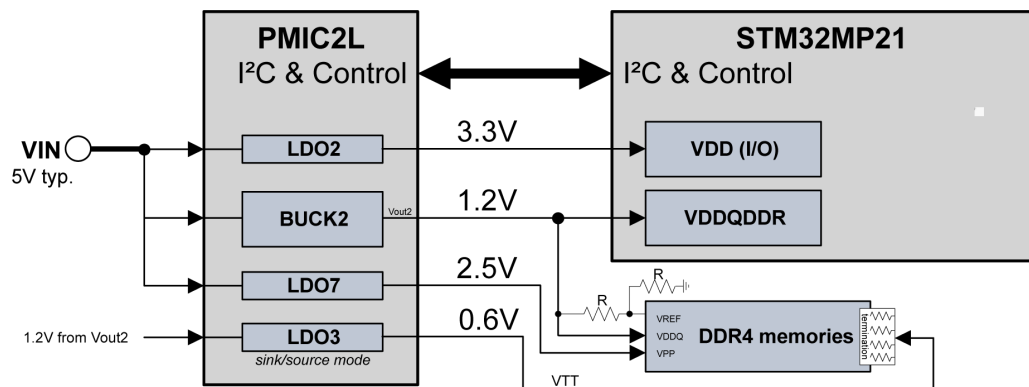 PMIC2L
I²C & Control
STM32MP21
I²C & Control
VIN
5V typ.
LDO2
3.3V
VDD (I/O)
BUCK2
Vout2
1.2V
VDDQDDR
LDO7
2.5V
R
R
1.2V from Vout2
LDO3
sink/source mode
0.6V
VREF
VDDQ
VPP
DDR4 memories
termination
VTT